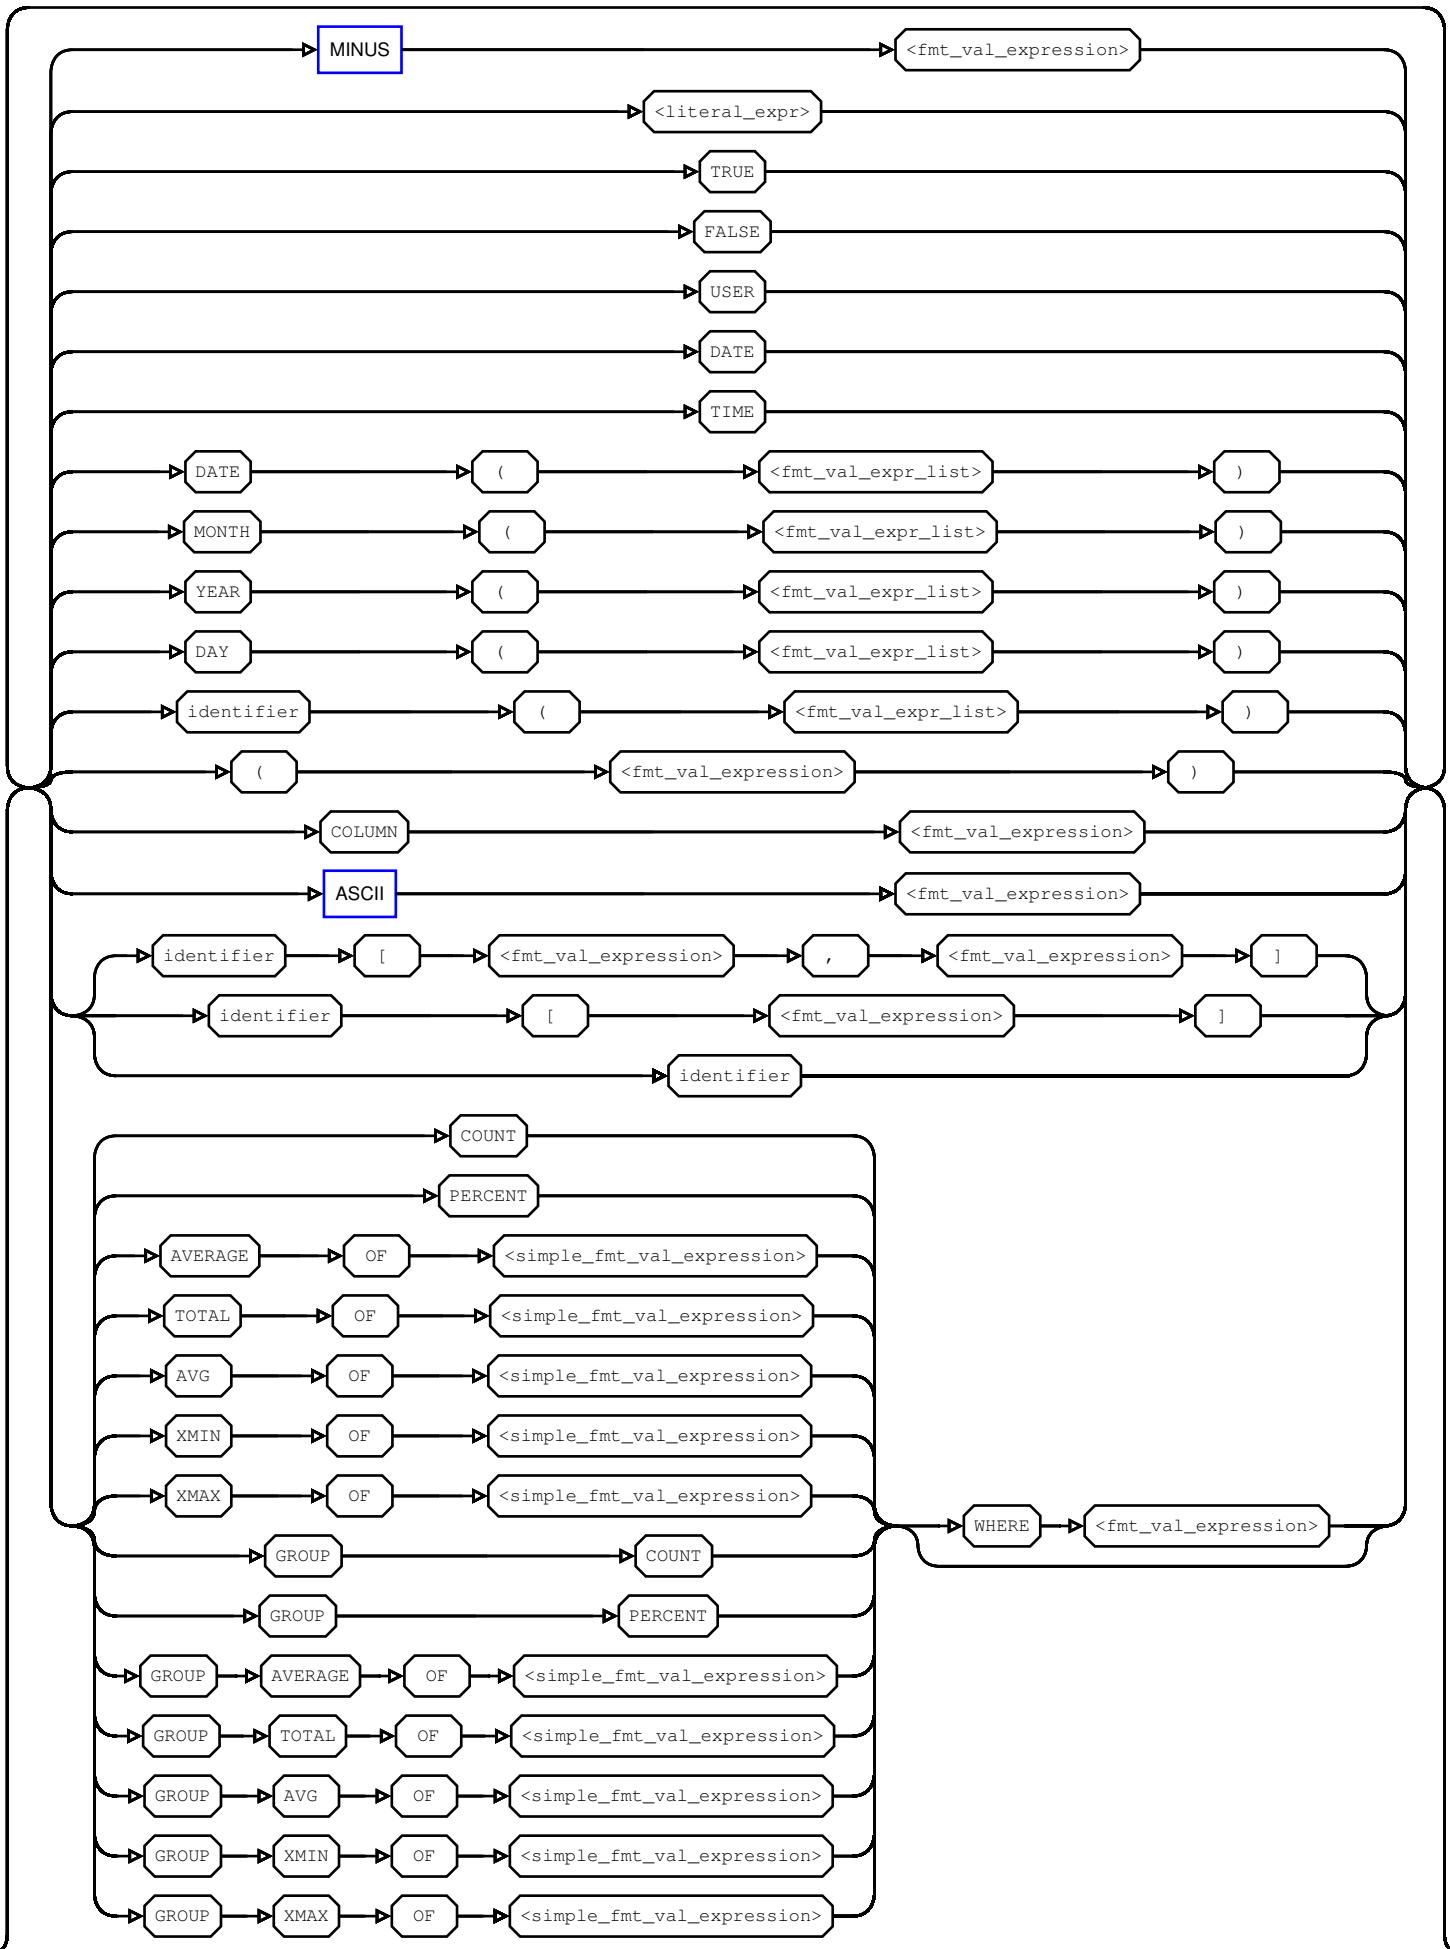 MINUS <fmt_val_expression>
<literal_expr>
TRUE
FALSE
USER
DATE
TIME
DATE ( <fmt_val_expr_list> )
MONTH ( <fmt_val_expr_list> )
YEAR ( <fmt_val_expr_list> )
DAY ( <fmt_val_expr_list> )
identifier ( <fmt_val_expr_list> )
( <fmt_val_expression> )
COLUMN <fmt_val_expression>
ASCII <fmt_val_expression>
identifier [ <fmt_val_expression> , <fmt_val_expression> ]
identifier [ <fmt_val_expression> ]
identifier
COUNT
PERCENT
AVERAGE OF <simple_fmt_val_expression>
TOTAL OF <simple_fmt_val_expression>
AVG OF <simple_fmt_val_expression>
XMIN OF <simple_fmt_val_expression>
XMAX OF <simple_fmt_val_expression>
WHERE <fmt_val_expression>
GROUP COUNT
GROUP PERCENT
GROUP AVERAGE OF <simple_fmt_val_expression>
GROUP TOTAL OF <simple_fmt_val_expression>
GROUP AVG OF <simple_fmt_val_expression>
GROUP XMIN OF <simple_fmt_val_expression>
GROUP XMAX OF <simple_fmt_val_expression>